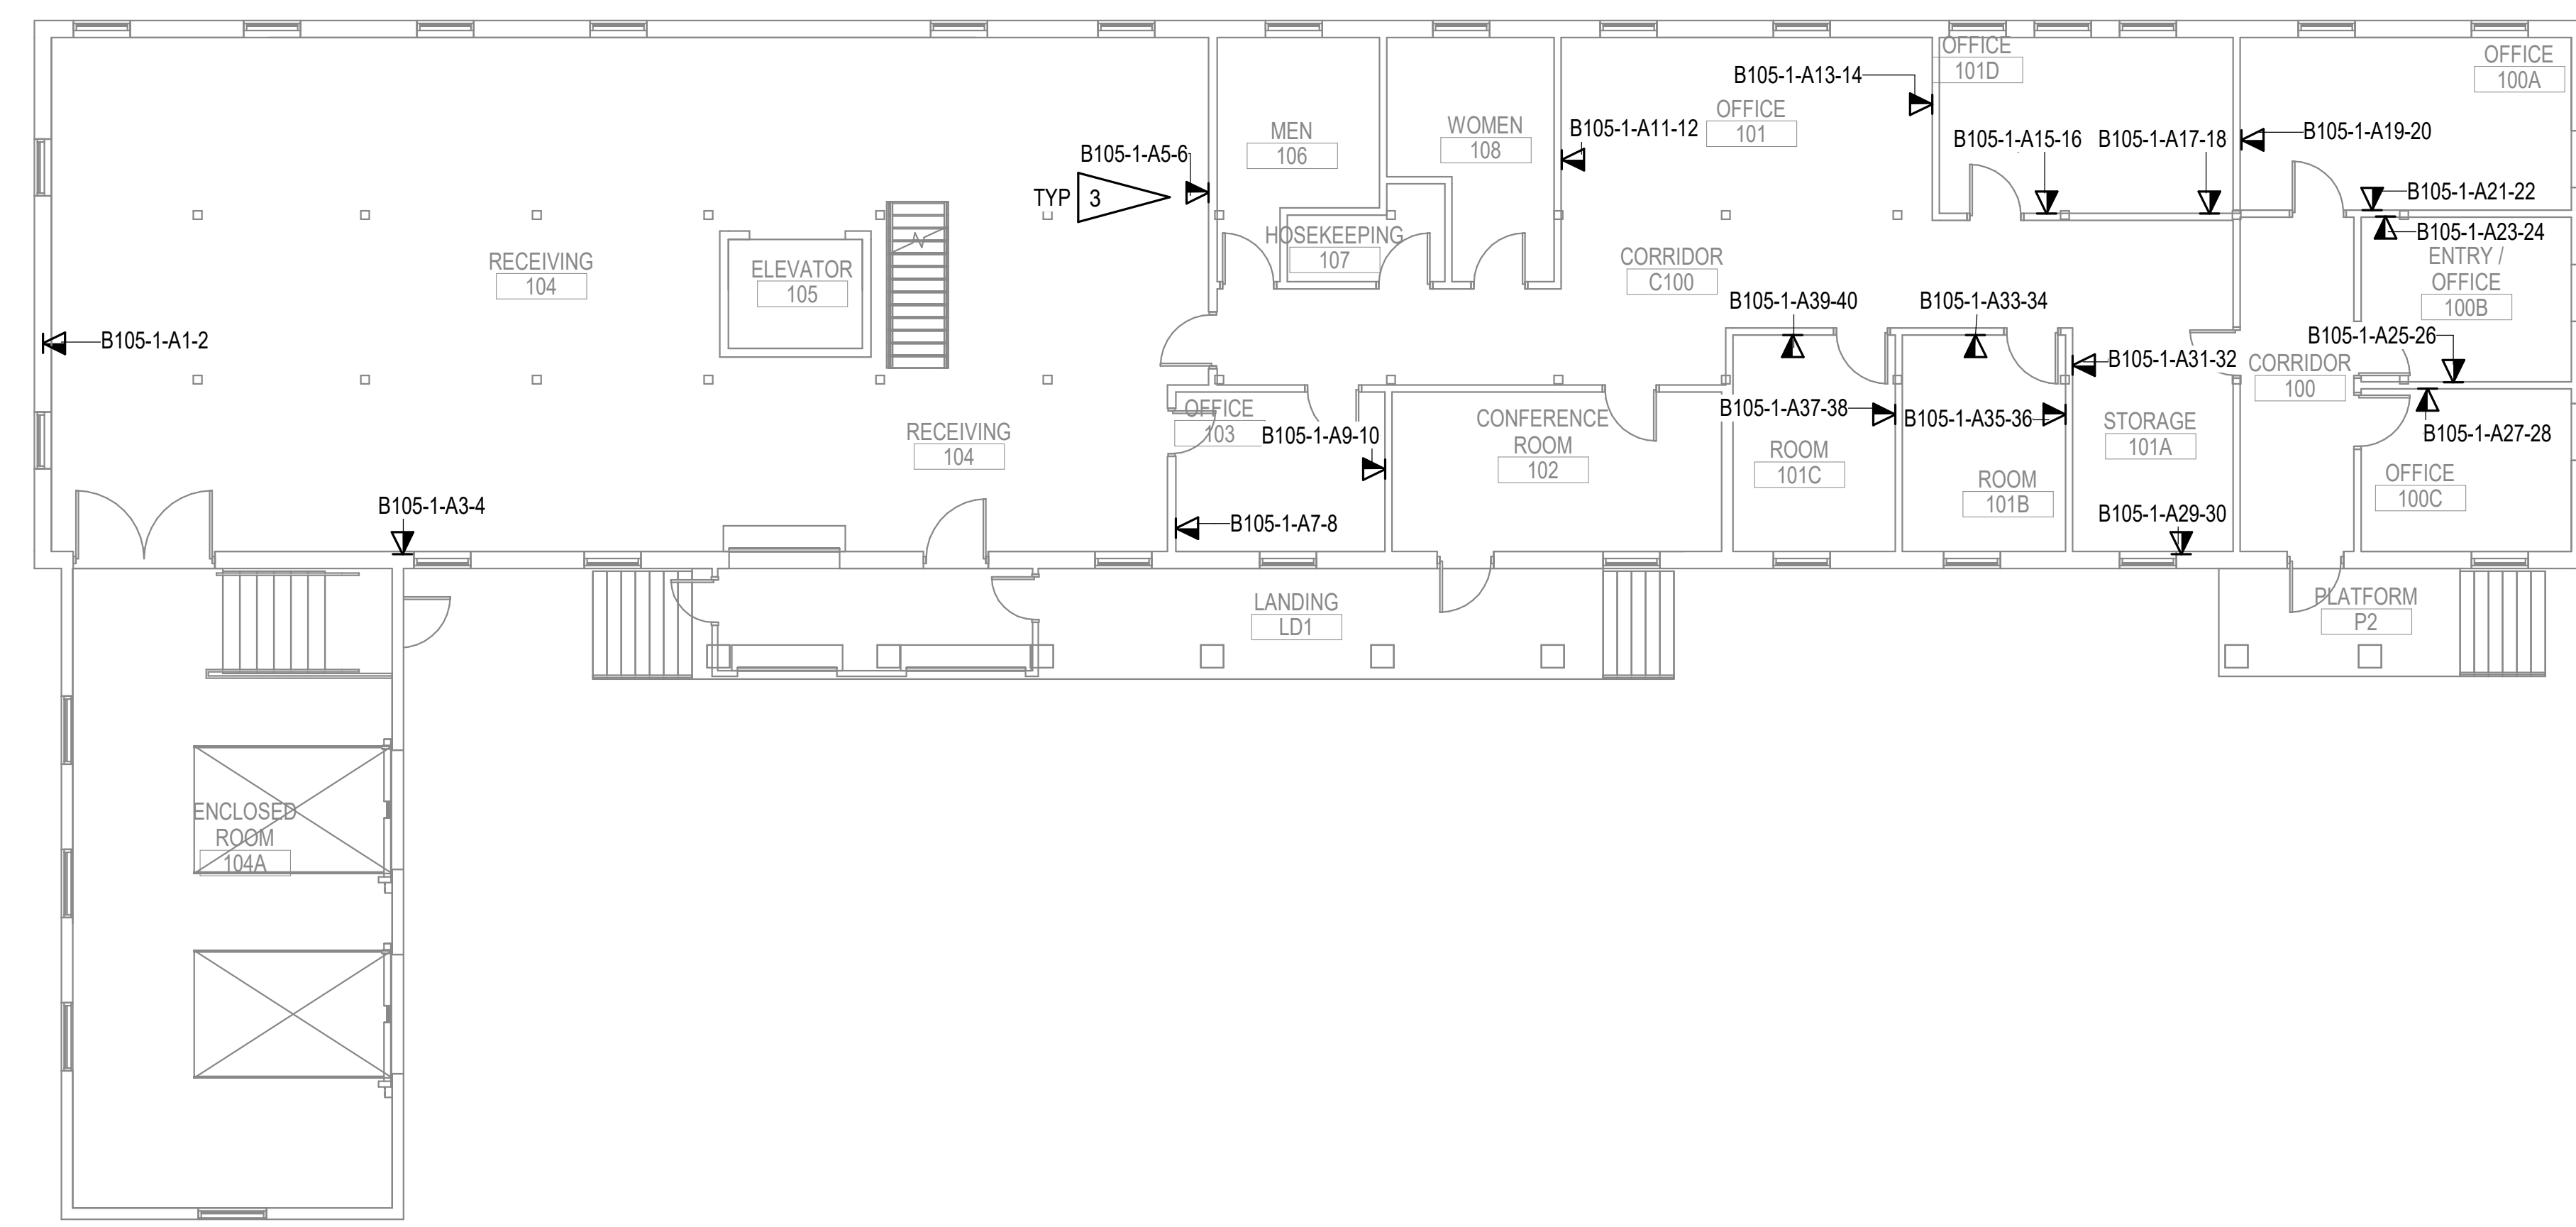 OFFICE
101D
OFFICE
100A
B105-1-A13-14
OFFICE
101
MEN
106
WOMEN
108
B105-1-A11-12
B105-1-A15-16
B105-1-A17-18
B105-1-A19-20
B105-1-A5-6
TYP
3
B105-1-A21-22
B105-1-A23-24
HOSEKEEPING
107
ENTRY /
OFFICE
100B
RECEIVING
104
ELEVATOR
105
CORRIDOR
C100
B105-1-A39-40
B105-1-A33-34
B105-1-A1-2
B105-1-A25-26
B105-1-A31-32
CORRIDOR
100
OFFICE
103
B105-1-A9-10
CONFERENCE
ROOM
102
B105-1-A37-38
B105-1-A35-36
STORAGE
101A
B105-1-A27-28
RECEIVING
104
ROOM
101C
ROOM
101B
OFFICE
100C
B105-1-A3-4
B105-1-A7-8
B105-1-A29-30
LANDING
LD1
PLATFORM
P2
ENCLOSED
ROOM
104A